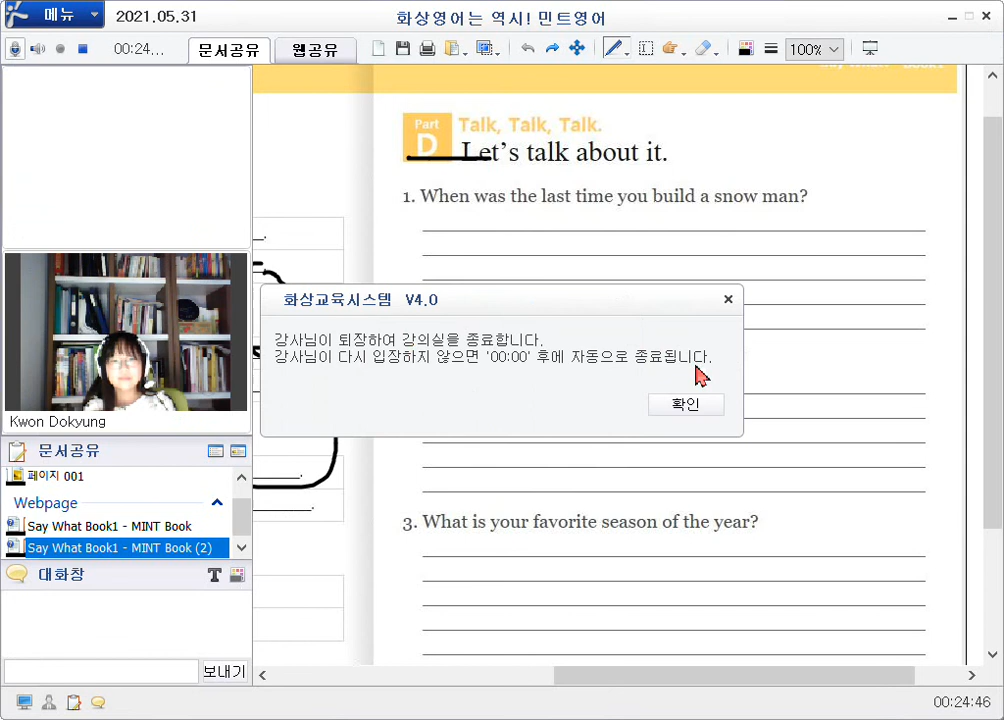 메뉴
2021.05.31
화상영어는 역시! 민트영어
00:24...
문서공유
웹공유
100%
Part
D
Talk, Talk, Talk.
Let's talk about it.
1. When was the last time you build a snow man?
화상교육시스템 V4.0
강사님이 퇴장하여 강의실을 종료합니다.
강사님이 다시 입장하지 않으면 '00:00' 후에 자동으로 종료됩니다.
확인
Kwon Dokyung
문서공유
페이지 001
Webpage
Say What Book1 - MINT Book
Say What Book1 - MINT Book (2)
3. What is your favorite season of the year?
대화창
보내기
00:24:46